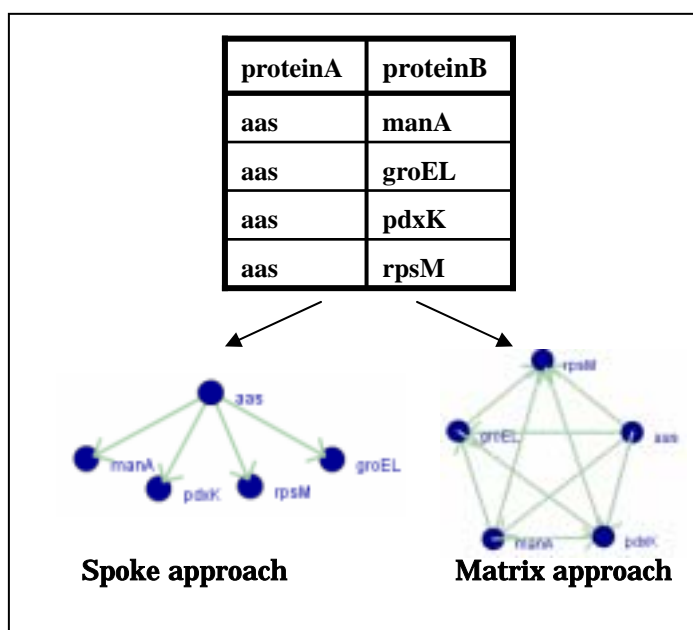 proteinA proteinB
aas manA
aas groEL
aas pdxK
aas rpsM
aas
manA
pdxK
rpsM
groEL
rpsM
groEL
aas
manA
pdxK
Spoke approach
Matrix approach